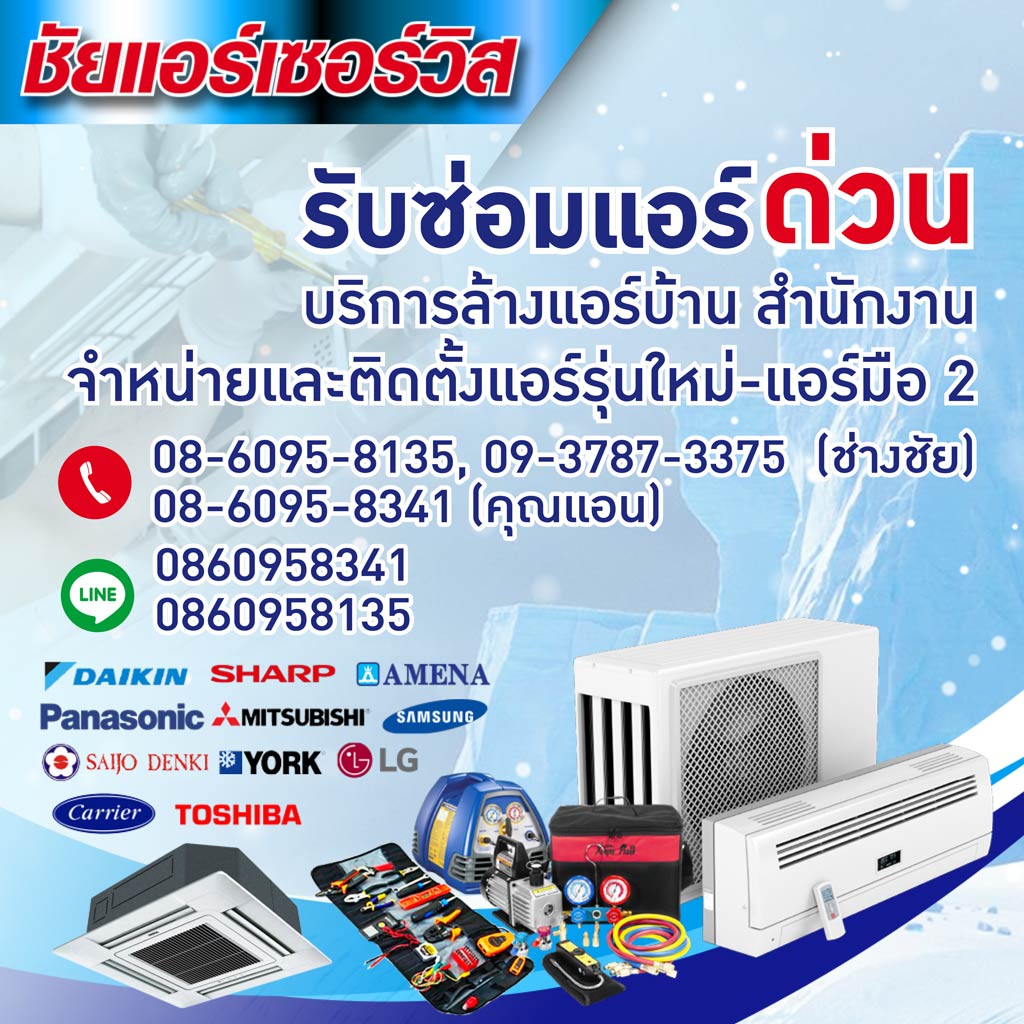 ชัยแอร์เซอร์วิส
รับซ่อมแอร์ด่วน
บริการล้างแอร์บ้าน สำนักงาน
จำหน่ายและติดตั้งแอร์รุ่นใหม่-แอร์มือ 2
08-6095-8135, 09-3787-3375 (ช่างชัย)
08-6095-8341 (คุณแอน)
LINE
0860958341
0860958135
DAIKIN SHARP AMENA
Panasonic MITSUBISHI SAMSUNG
SAIJO DENKI YORK LG
Carrier TOSHIBA